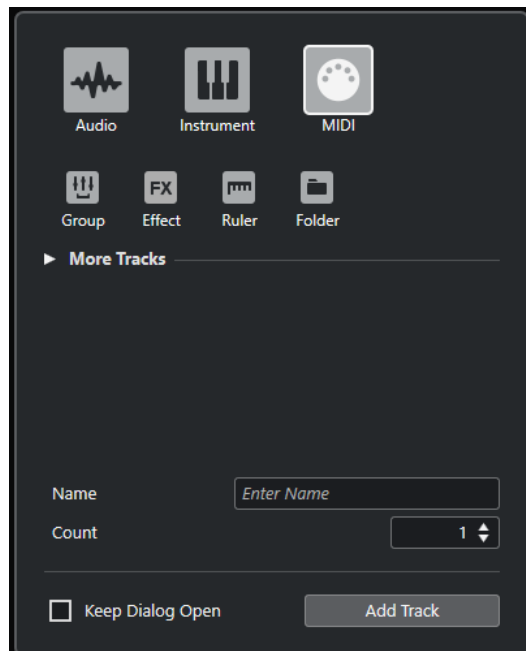 Audio Instrument MIDI
FX
Group Effect Ruler Folder
More Tracks
Name Enter Name
Count 1
Keep Dialog Open Add Track